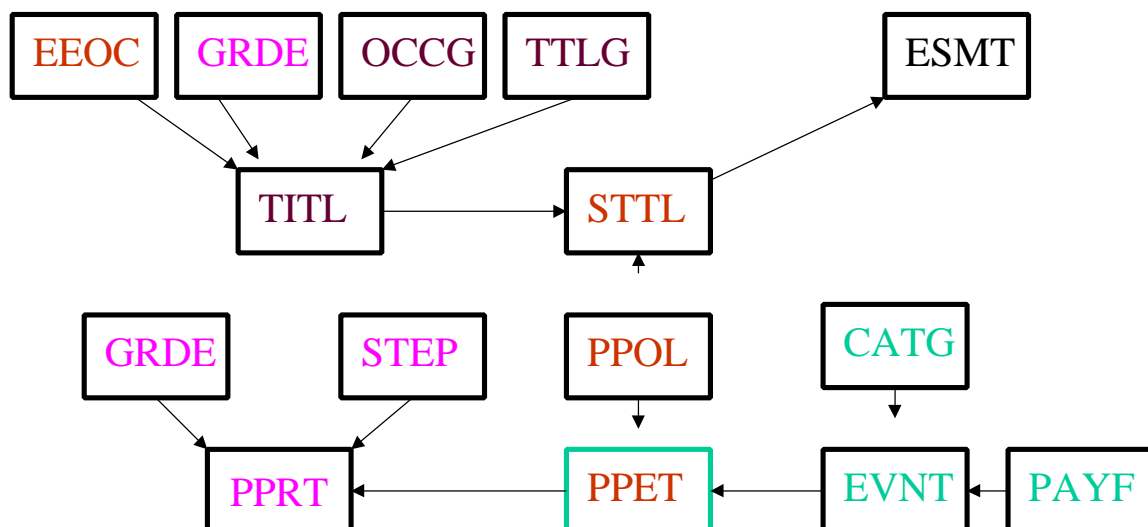 EEOC GRDE OCCG TTLG ESMT
TITL STTL
GRDE STEP PPOL CATG
PPRT PPET EVNT PAYF